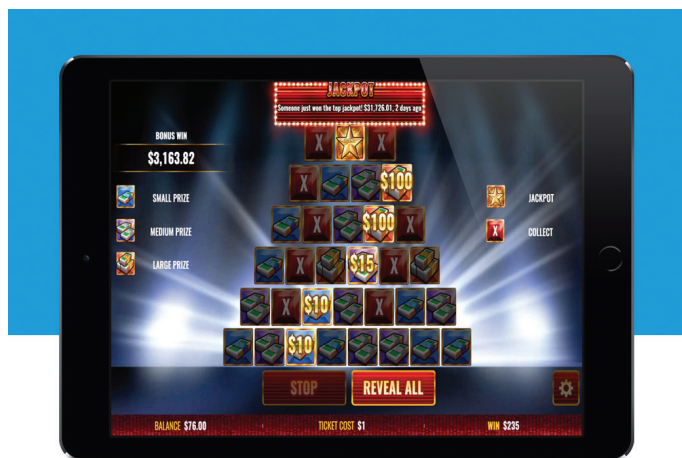 JACKPOT
Someone just won the top jackpot! $31,726.01, 2 days ago
BONUS WIN
$3,163.82
X
X
X
$100
SMALL PRIZE
JACKPOT
X
X
$100
X
MEDIUM PRIZE
X
COLLECT
X
$15
X
LARGE PRIZE
X
$10
X
$10
STOP
REVEAL ALL
BALANCE $76.00
TICKET COST $1
WIN $235